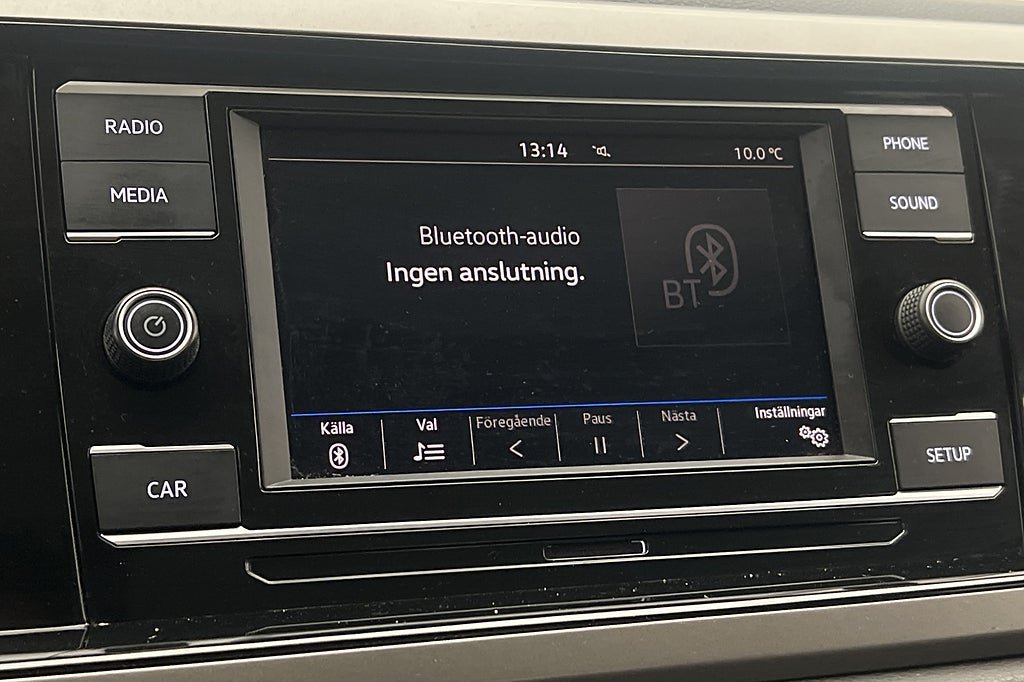 RADIO
MEDIA
CAR
13:14
10.0 °C
Bluetooth-audio
Ingen anslutning.
BT
Källa
Val
Föregående
Paus
Nästa
Inställningar
PHONE
SOUND
SETUP